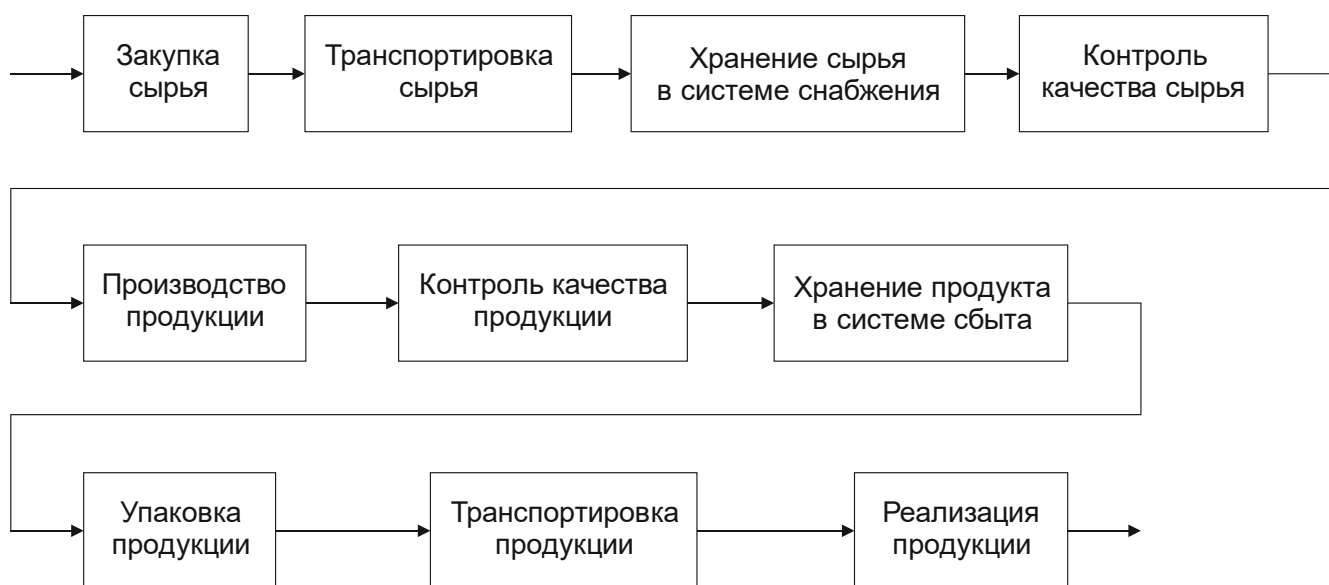 Закупка
сырья
Транспортировка
сырья
Хранение сырья
в системе снабжения
Контроль
качества сырья
Производство
продукции
Контроль качества
продукции
Хранение продукта
в системе сбыта
Упаковка
продукции
Транспортировка
продукции
Реализация
продукции